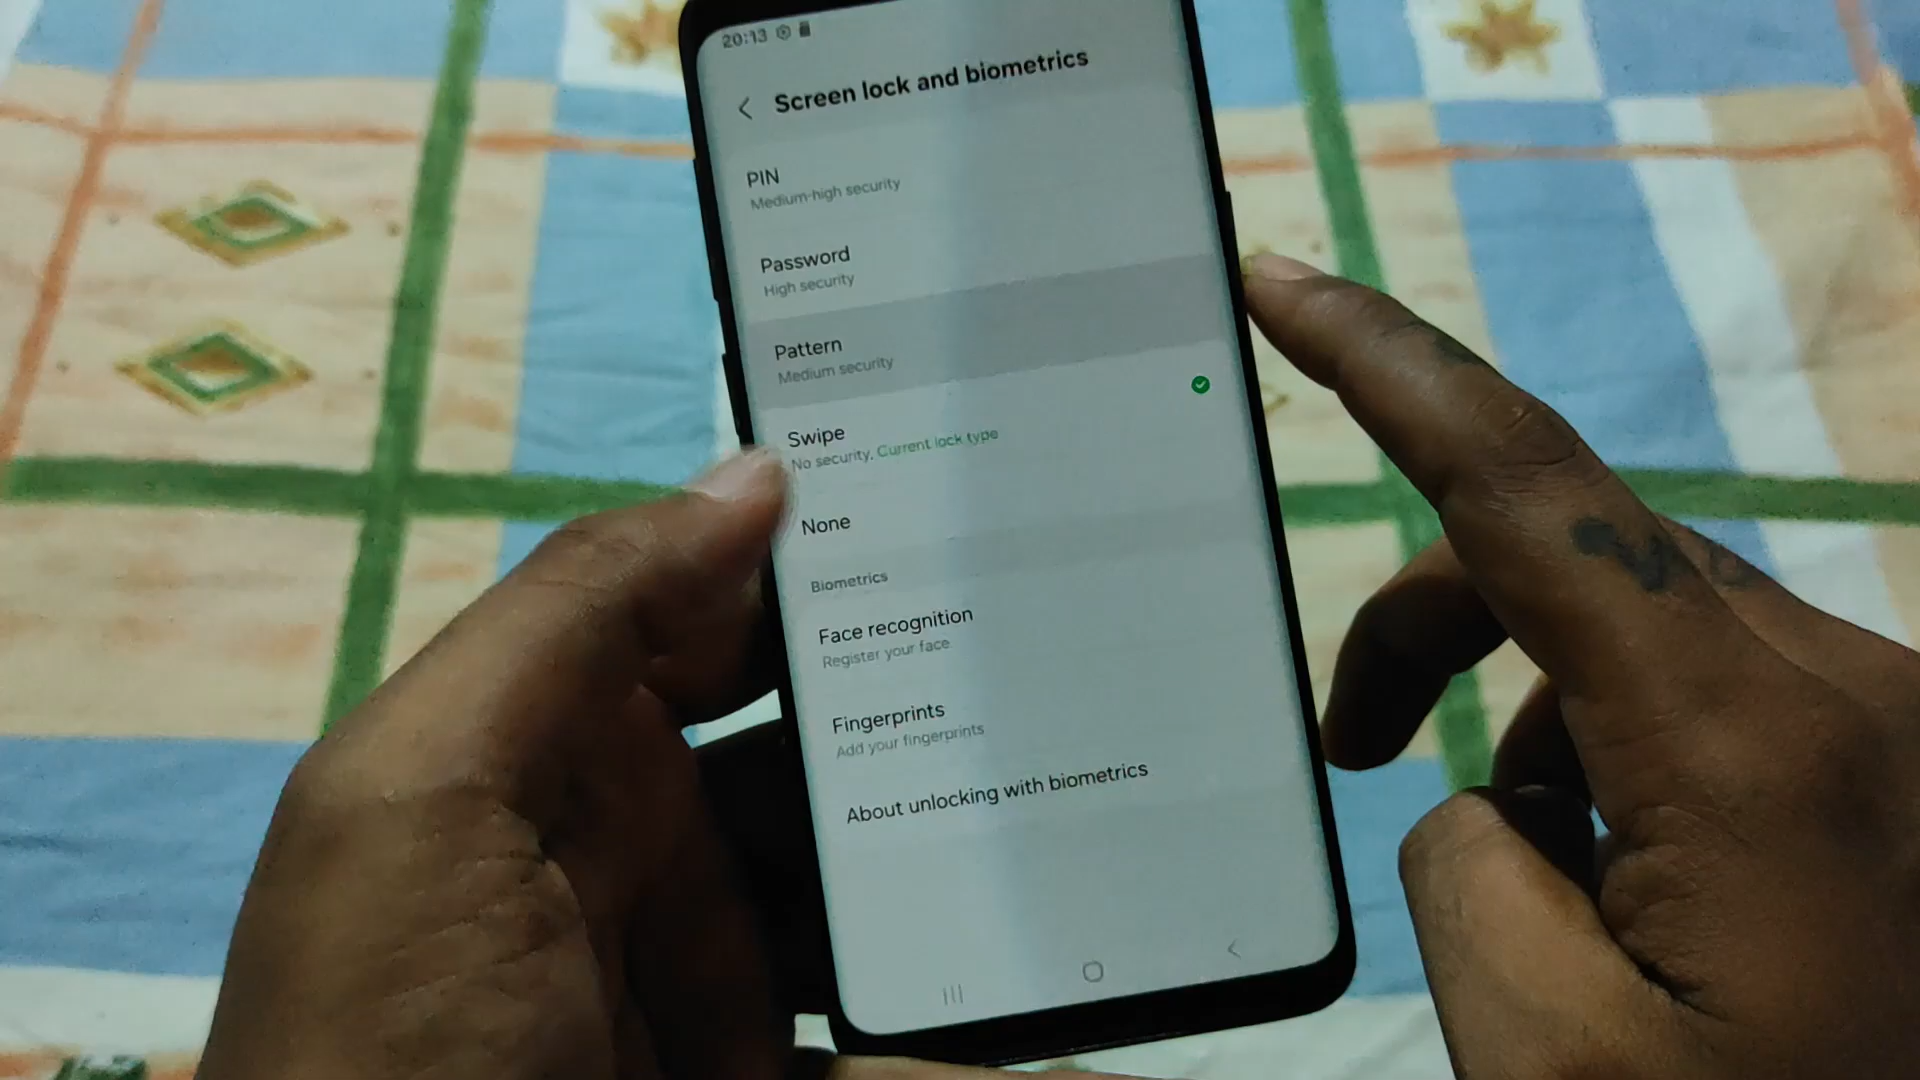 20:13
Screen lock and biometrics
PIN
Medium-high security
Password
High security
Pattern
Medium security
Swipe
No security, Current lock type
None
Biometrics
Face recognition
Register your face
Fingerprints
Add your fingerprints
About unlocking with biometrics